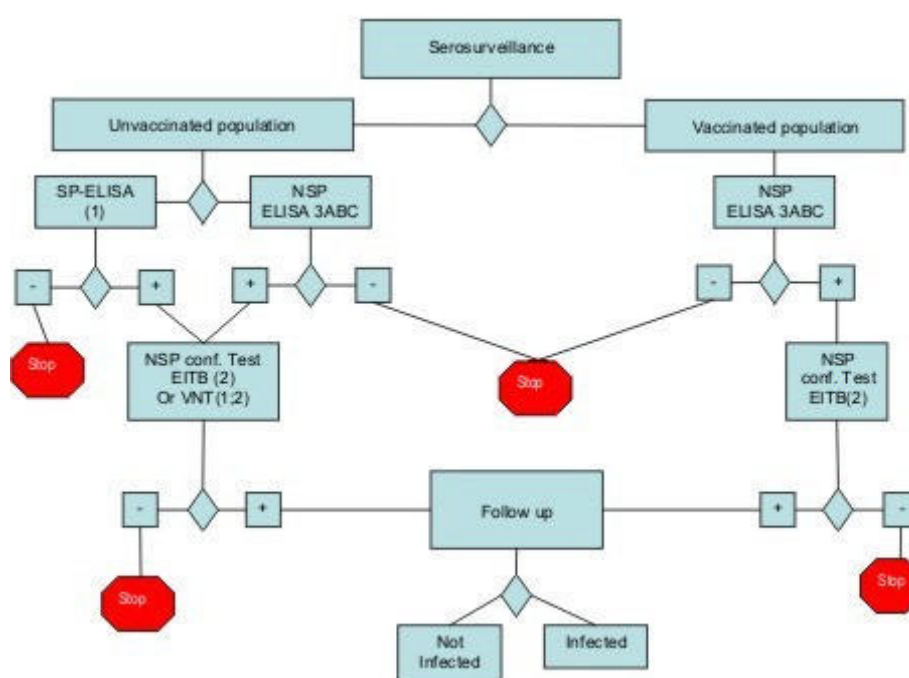 Serosurveillance
Unvaccinated population
Vaccinated population
SP-ELISA
(1)
NSP
ELISA 3ABC
NSP
ELISA 3ABC
-
+
+
-
-
+
Stop
NSP conf. Test
EITB (2)
Or VNT(1;2)
Stop
NSP
conf. Test
EITB(2)
-
+
Follow up
+
-
Stop
Stop
Not
Infected
Infected